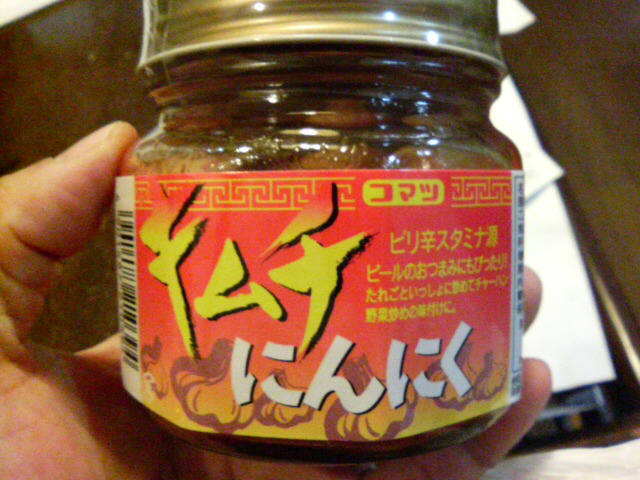 コマツ
キムチ
にんにく
ピリ辛スタミナ源
ビールのおつまみにもぴったり!!
たれごといっしょに炒めてチャーハン
野菜炒めの味付けに。